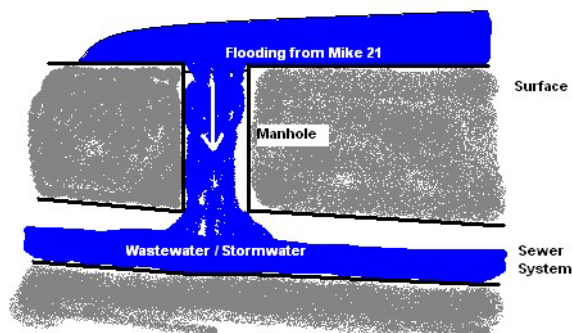 Flooding from Mike 21
Surface
Manhole
Wastewater / Stormwater
Sewer
System